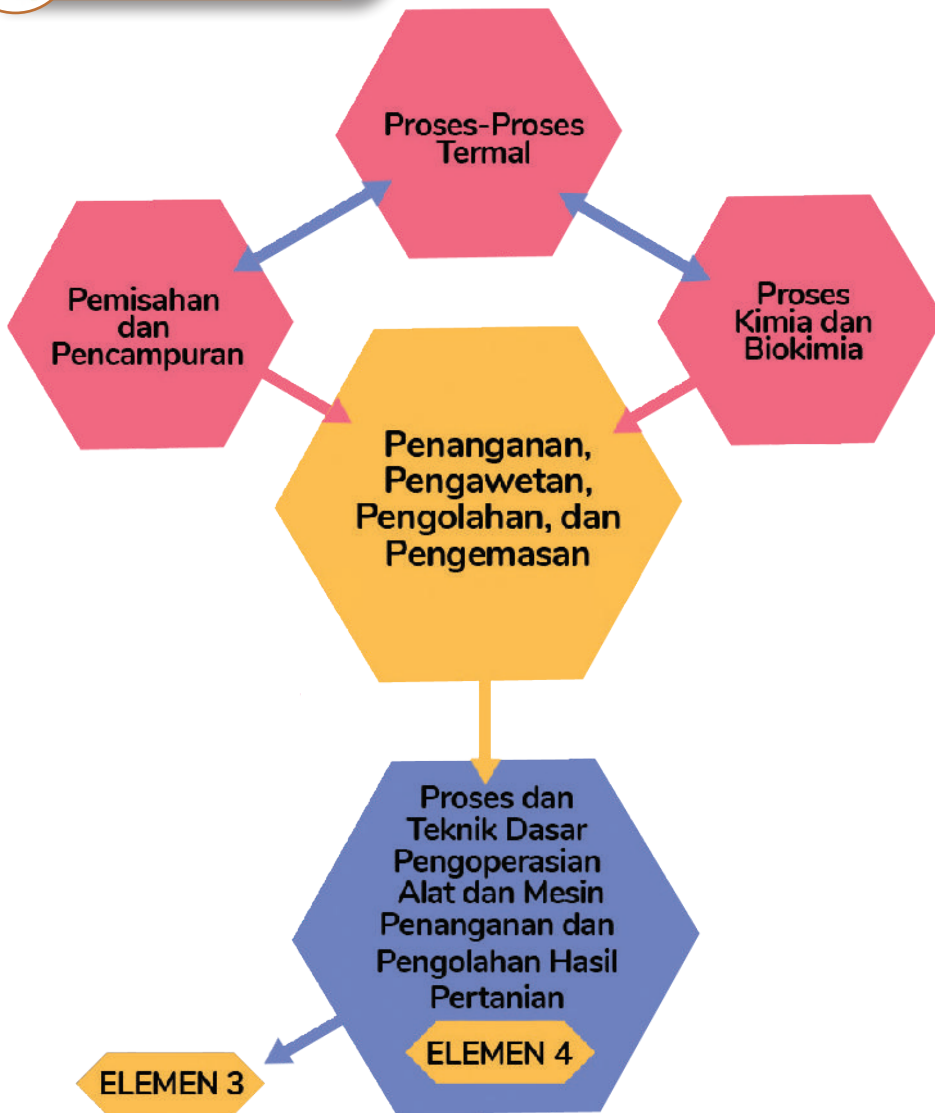 Proses-Proses
Termal
Pemisahan
dan
Pencampuran
Proses
Kimia dan
Biokimia
Penanganan,
Pengawetan,
Pengolahan, dan
Pengemasan
Proses dan
Teknik Dasar
Pengoperasian
Alat dan Mesin
Penanganan dan
Pengolahan Hasil
Pertanian
ELEMEN 4
ELEMEN 3